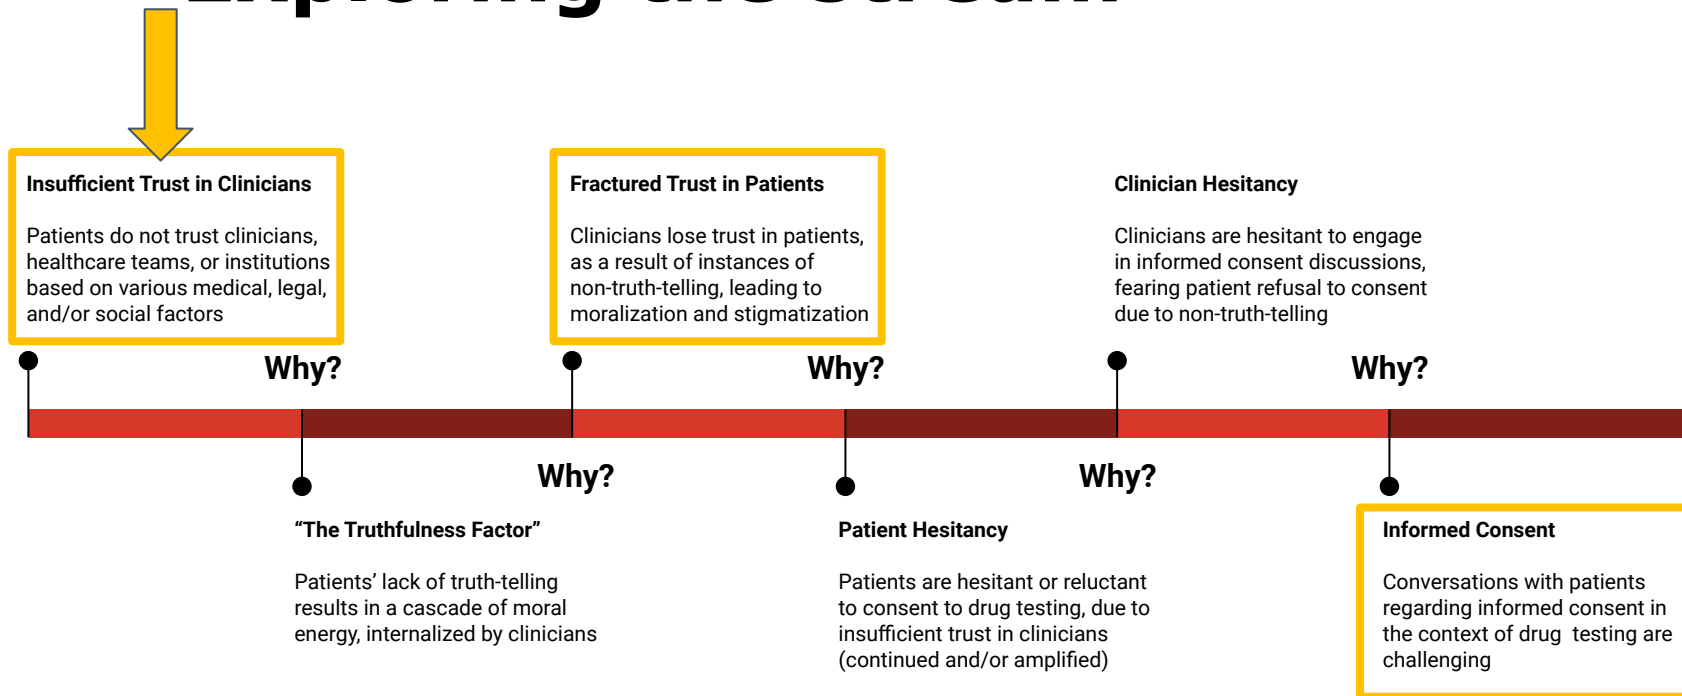 Exploring the Stream
Insufficient Trust in Clinicians
Patients do not trust clinicians,
healthcare teams, or institutions
based on various medical, legal,
and/or social factors
Why?
“The Truthfulness Factor”
Patients’ lack of truth-telling
results in a cascade of moral
energy, internalized by clinicians
Why?
Fractured Trust in Patients
Clinicians lose trust in patients,
as a result of instances of
non-truth-telling, leading to
moralization and stigmatization
Why?
Patient Hesitancy
Patients are hesitant or reluctant
to consent to drug testing, due to
insufficient trust in clinicians
(continued and/or amplified)
Why?
Clinician Hesitancy
Clinicians are hesitant to engage
in informed consent discussions,
fearing patient refusal to consent
due to non-truth-telling
Why?
Informed Consent
Conversations with patients
regarding informed consent in
the context of drug  testing are
challenging